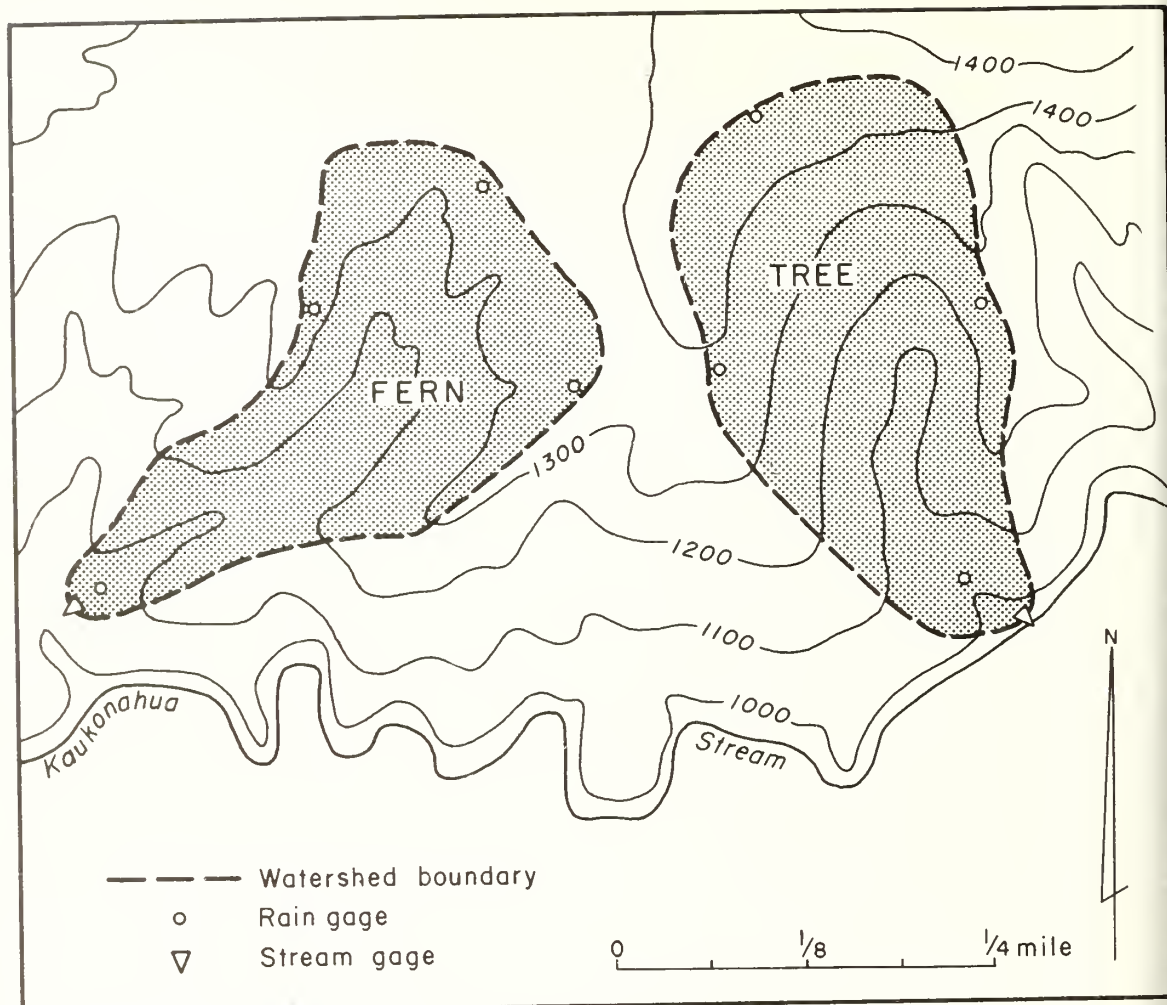 1400
1400
TREE
FERN
1300
1200
1100
N
1000
Kaukonahua
Stream
Watershed boundary
Rain gage
Stream gage
0 1/8 1/4 mile